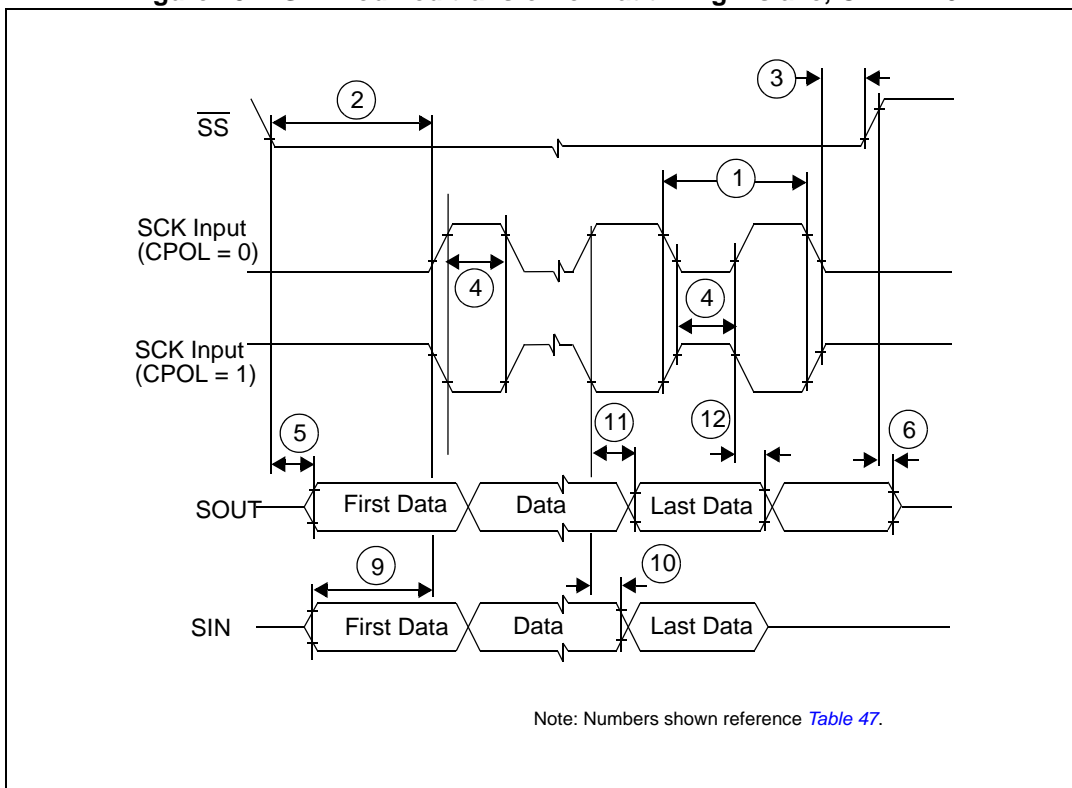 3
2
SS
1
SCK Input
(CPOL = 0)
4
4
SCK Input
(CPOL = 1)
5
11
12
6
SOUT
First Data
Data
Last Data
9
10
SIN
First Data
Data
Last Data
Note: Numbers shown reference Table 47.